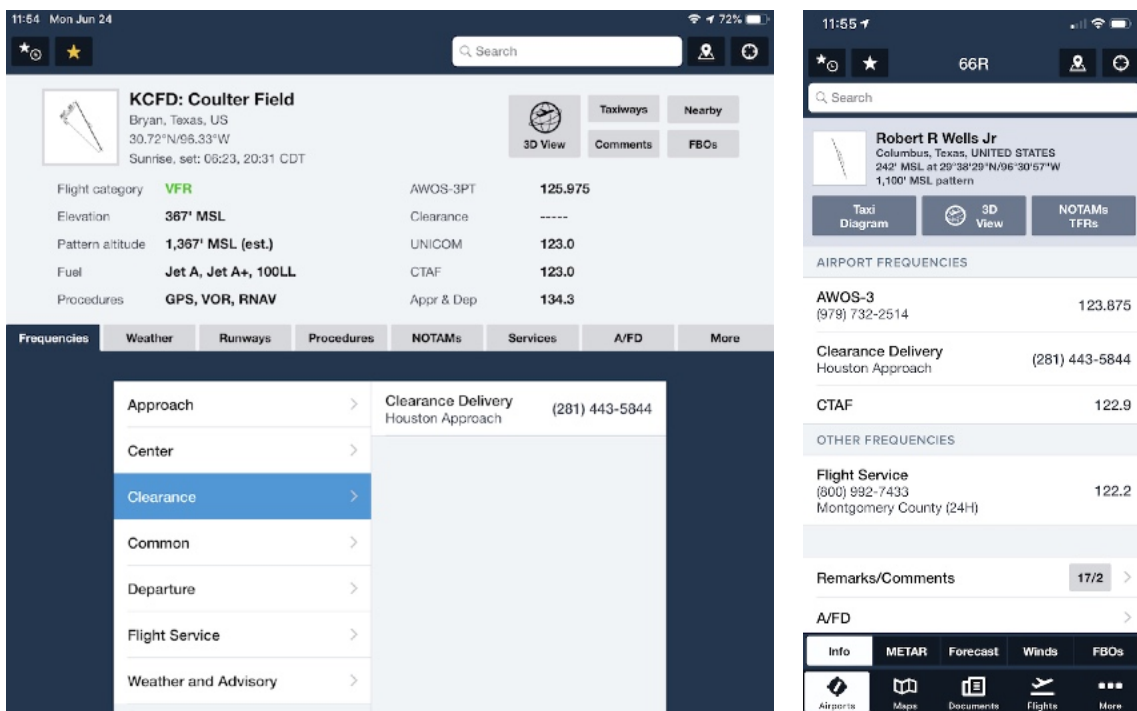 11:54 Mon Jun 24
72%
Search
KCFD: Coulter Field
Bryan, Texas, US
30.72°N/96.33°W
Sunrise, set: 06:23, 20:31 CDT
3D View
Taxiways
Nearby
Comments
FBOs
Flight category VFR
AWOS-3PT 125.975
Elevation 367' MSL
Clearance -----
Pattern altitude 1,367' MSL (est.)
UNICOM 123.0
Fuel Jet A, Jet A+, 100LL
CTAF 123.0
Procedures GPS, VOR, RNAV
Appr & Dep 134.3
Frequencies Weather Runways Procedures NOTAMs Services A/FD More
Approach
Center
Clearance
Common
Departure
Flight Service
Weather and Advisory
Clearance Delivery
Houston Approach
(281) 443-5844
11:55
66R
Search
Robert R Wells Jr
Columbus, Texas, UNITED STATES
242' MSL at 29°38'29"N/96°30'57"W
1,100' MSL pattern
Taxi
Diagram
3D
View
NOTAMs
TFRs
AIRPORT FREQUENCIES
AWOS-3
(979) 732-2514
123.875
Clearance Delivery
Houston Approach
(281) 443-5844
CTAF 122.9
OTHER FREQUENCIES
Flight Service
(800) 992-7433
Montgomery County (24H)
122.2
Remarks/Comments 17/2
A/FD
Info METAR Forecast Winds FBOs
Airports Maps Documents Flights More